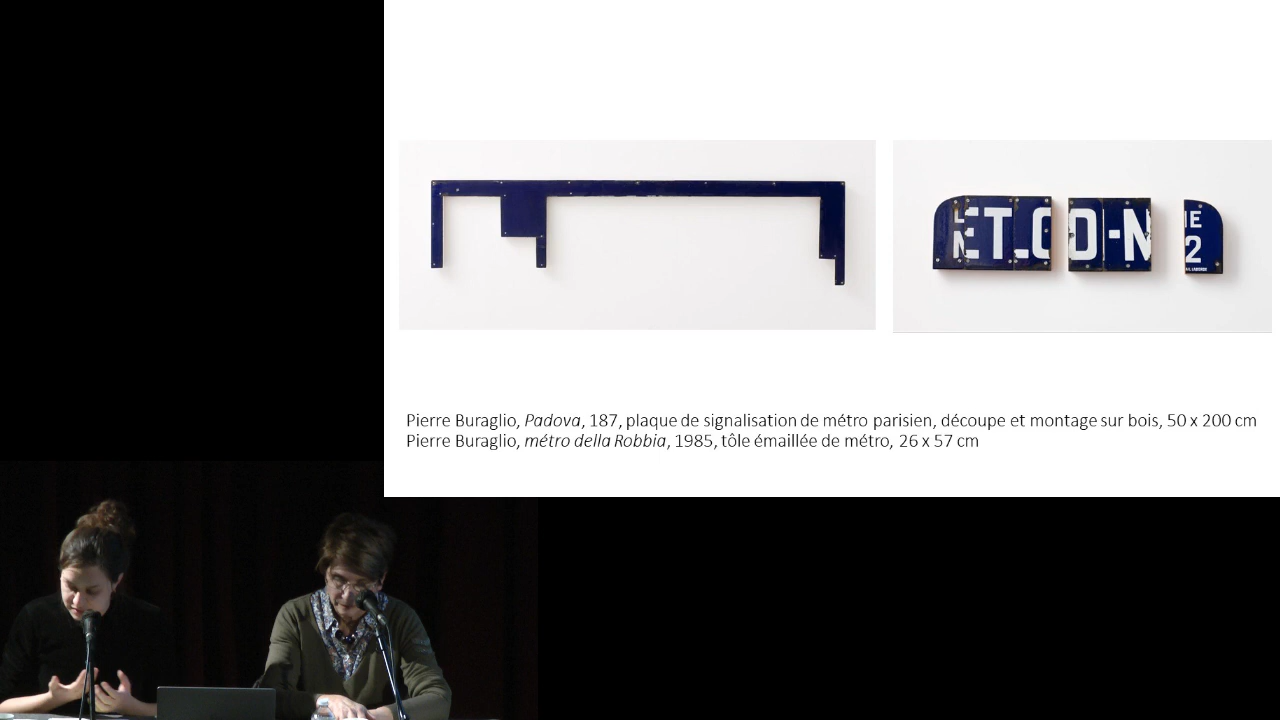 ET.CO
O-N
IE
2
Pierre Buraglio, Padova, 187, plaque de signalisation de métro parisien, découpe et montage sur bois, 50 x 200 cm
Pierre Buraglio, métro della Robbia, 1985, tôle émaillée de métro, 26 x 57 cm